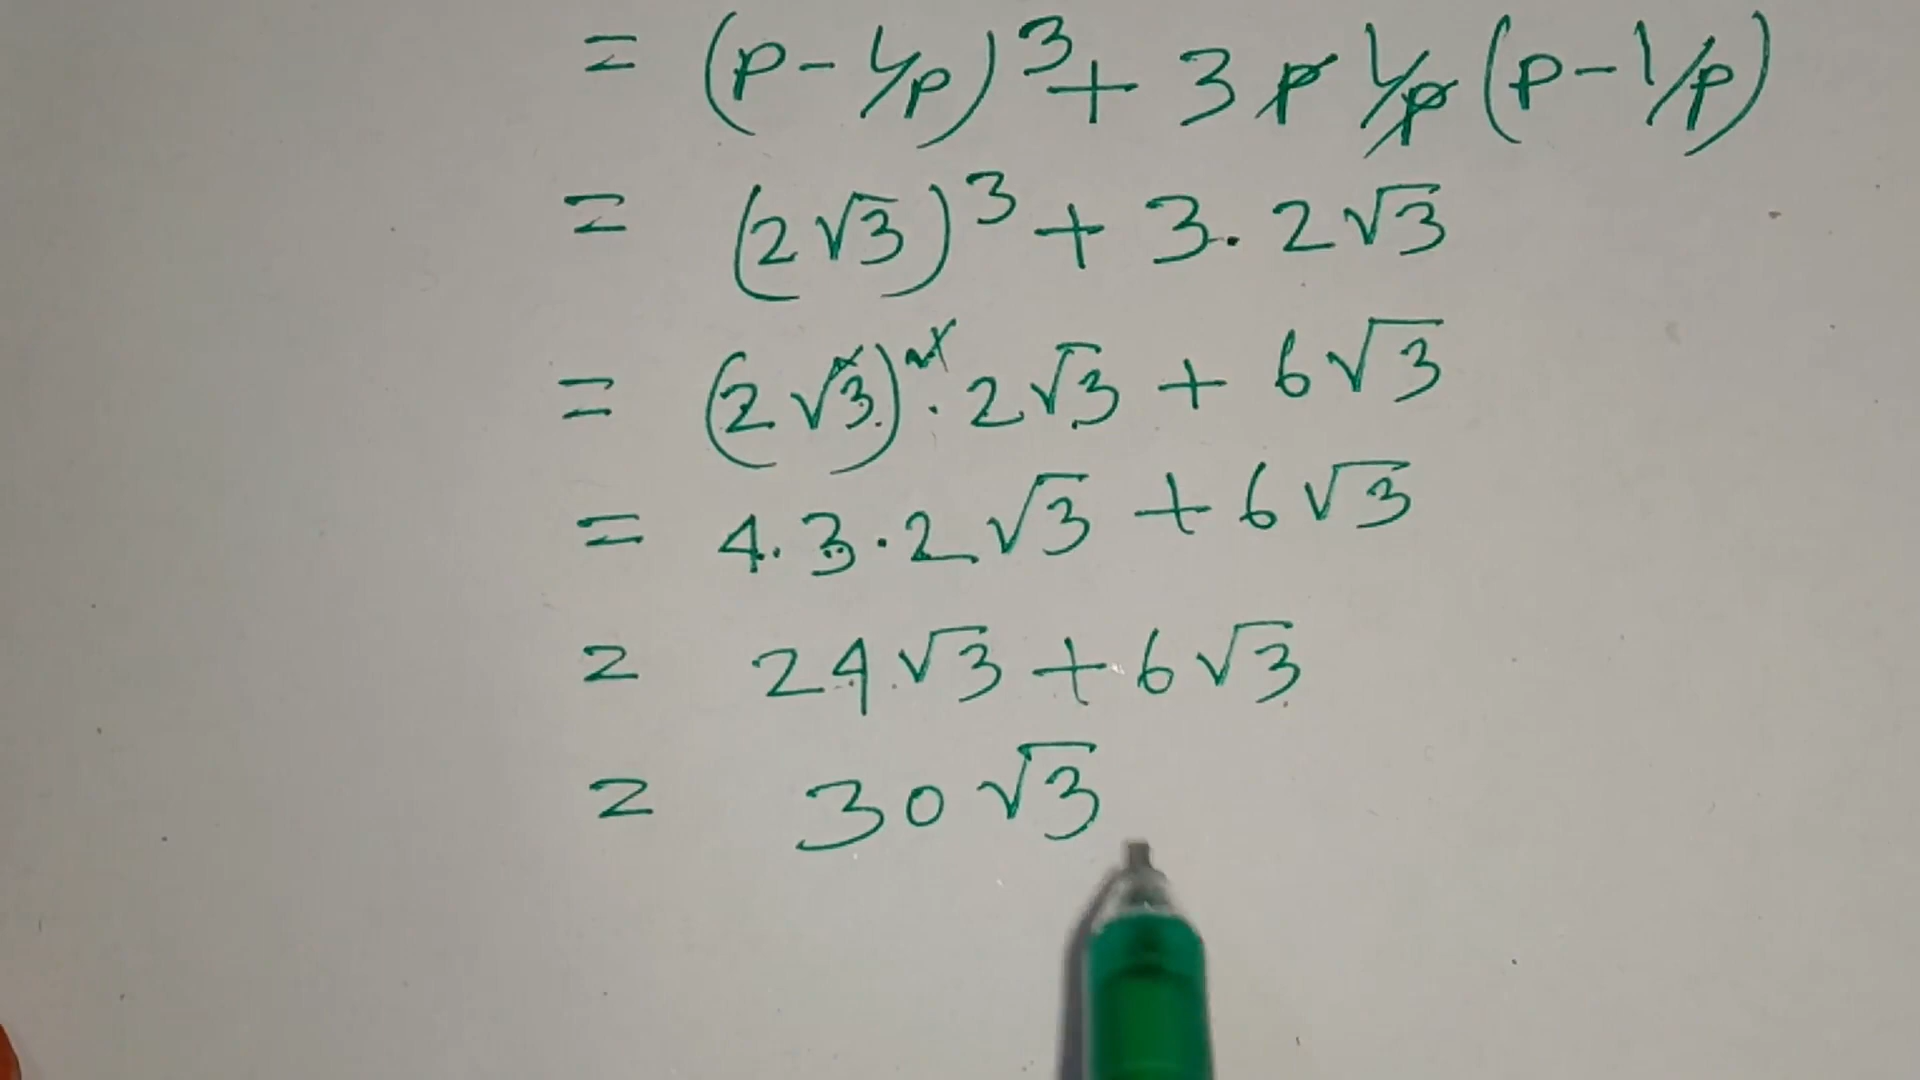 = (p - 1/p)³ + 3 p 1/p (p - 1/p)
= (2√3)³ + 3. 2√3
= (2√3)² . 2√3 + 6√3
= 4.3.2√3 + 6√3
= 24√3 + 6√3
= 30√3